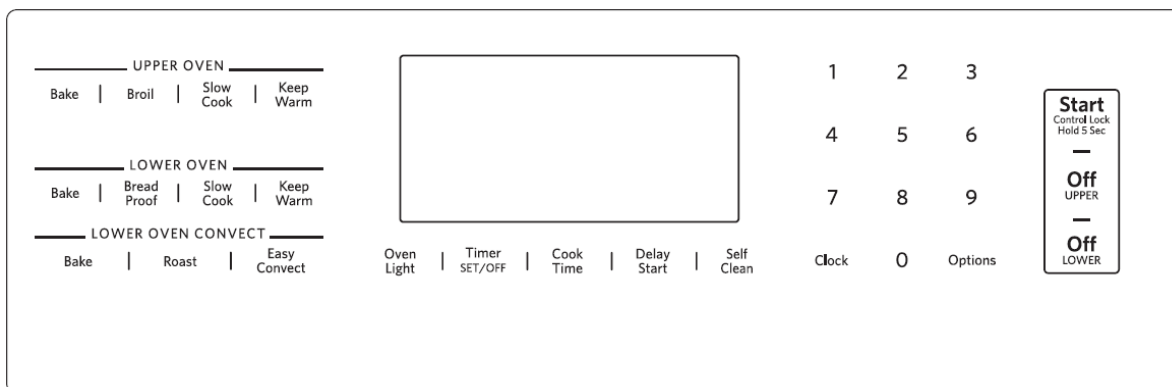 UPPER OVEN
Bake | Broil | Slow Cook | Keep Warm
LOWER OVEN
Bake | Bread Proof | Slow Cook | Keep Warm
LOWER OVEN CONVECT
Bake | Roast | Easy Convect
Oven Light | Timer SET/OFF | Cook Time | Delay Start | Self Clean
1 2 3
4 5 6
7 8 9
Clock 0 Options
Start
Control Lock
Hold 5 Sec
Off
UPPER
Off
LOWER